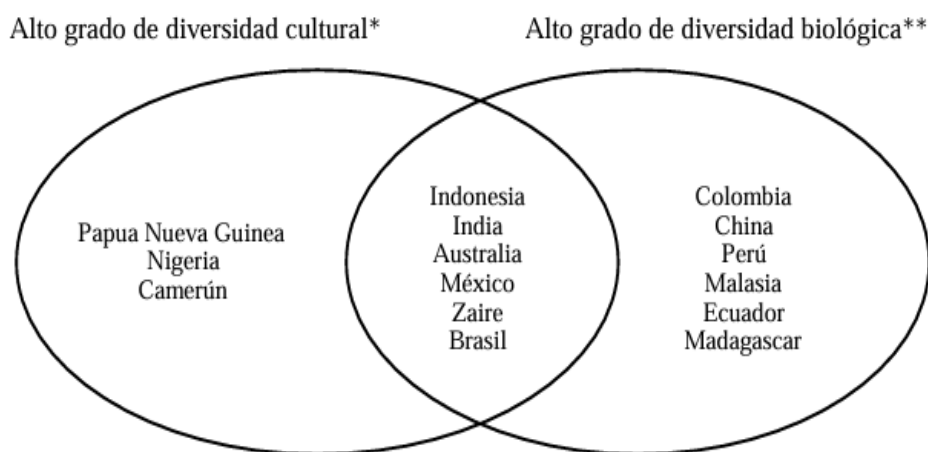 Alto grado de diversidad cultural*
Alto grado de diversidad biológica**
Papua Nueva Guinea
Nigeria
Camerún
Indonesia
India
Australia
México
Zaire
Brasil
Colombia
China
Perú
Malasia
Ecuador
Madagascar